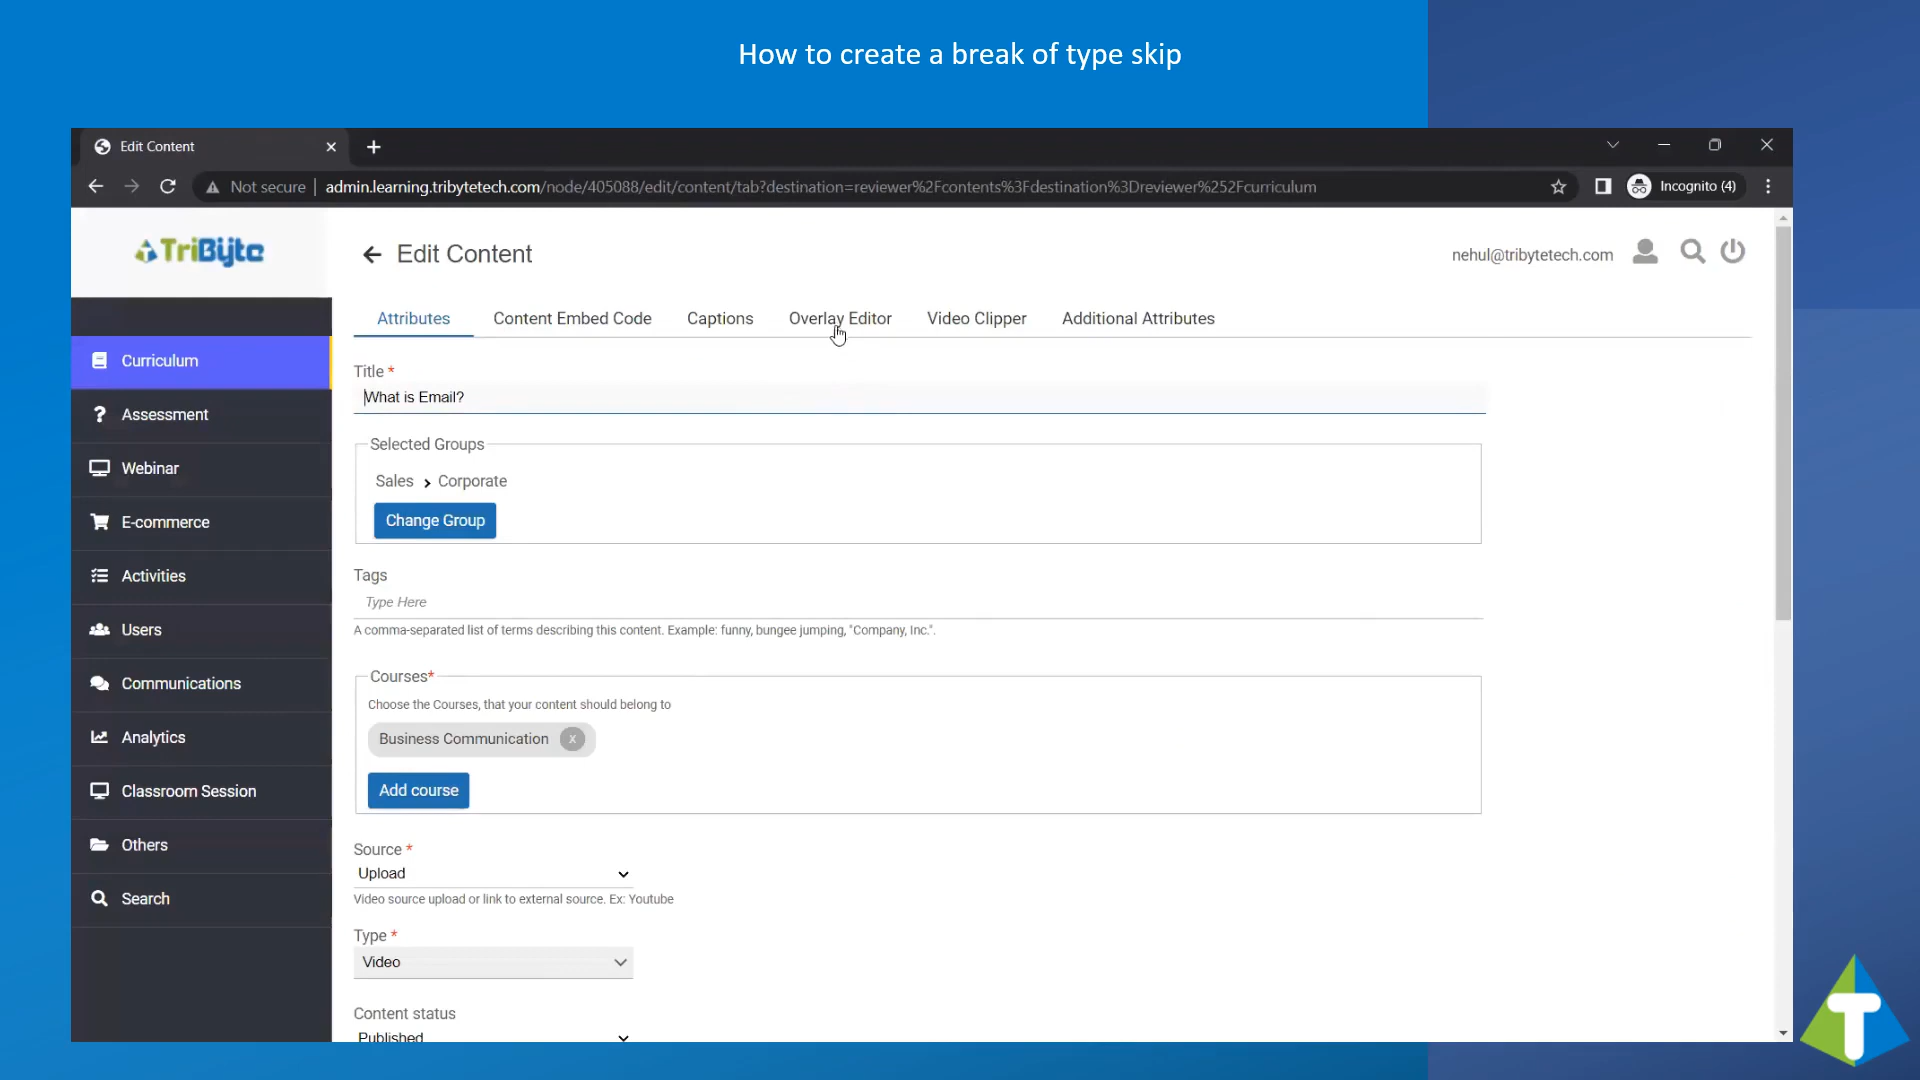 How to create a break of type skip
Edit Content
Not secure
admin.learning.tribytetech.com/node/405088/edit/content/tab?destination=reviewer%2Fcontents%3Fdestination%3Dreviewer%252Fcurriculum
Incognito (4)
TriByte
Edit Content
nehul@tribytetech.com
Attributes
Content Embed Code
Captions
Overlay Editor
Video Clipper
Additional Attributes
Curriculum
Assessment
Webinar
E-commerce
Activities
Users
Communications
Analytics
Classroom Session
Others
Search
Title *
What is Email?
Selected Groups
Sales > Corporate
Change Group
Tags
Type Here
A comma-separated list of terms describing this content. Example: funny, bungee jumping, "Company, Inc.".
Courses*
Choose the Courses, that your content should belong to
Business Communication x
Add course
Source *
Upload
Video source upload or link to external source. Ex: Youtube
Type *
Video
Content status
Published
T